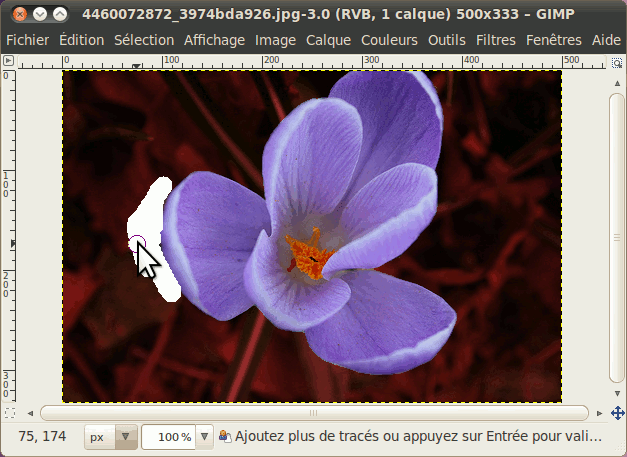 4460072872_3974bda926.jpg-3.0 (RVB, 1 calque) 500x333 – GIMP
Fichier Édition Sélection Affichage Image Calque Couleurs Outils Filtres Fenêtres Aide
0 100 200 300 400 500
0
100
200
300
75, 174 px 100 % Ajoutez plus de tracés ou appuyez sur Entrée pour vali…